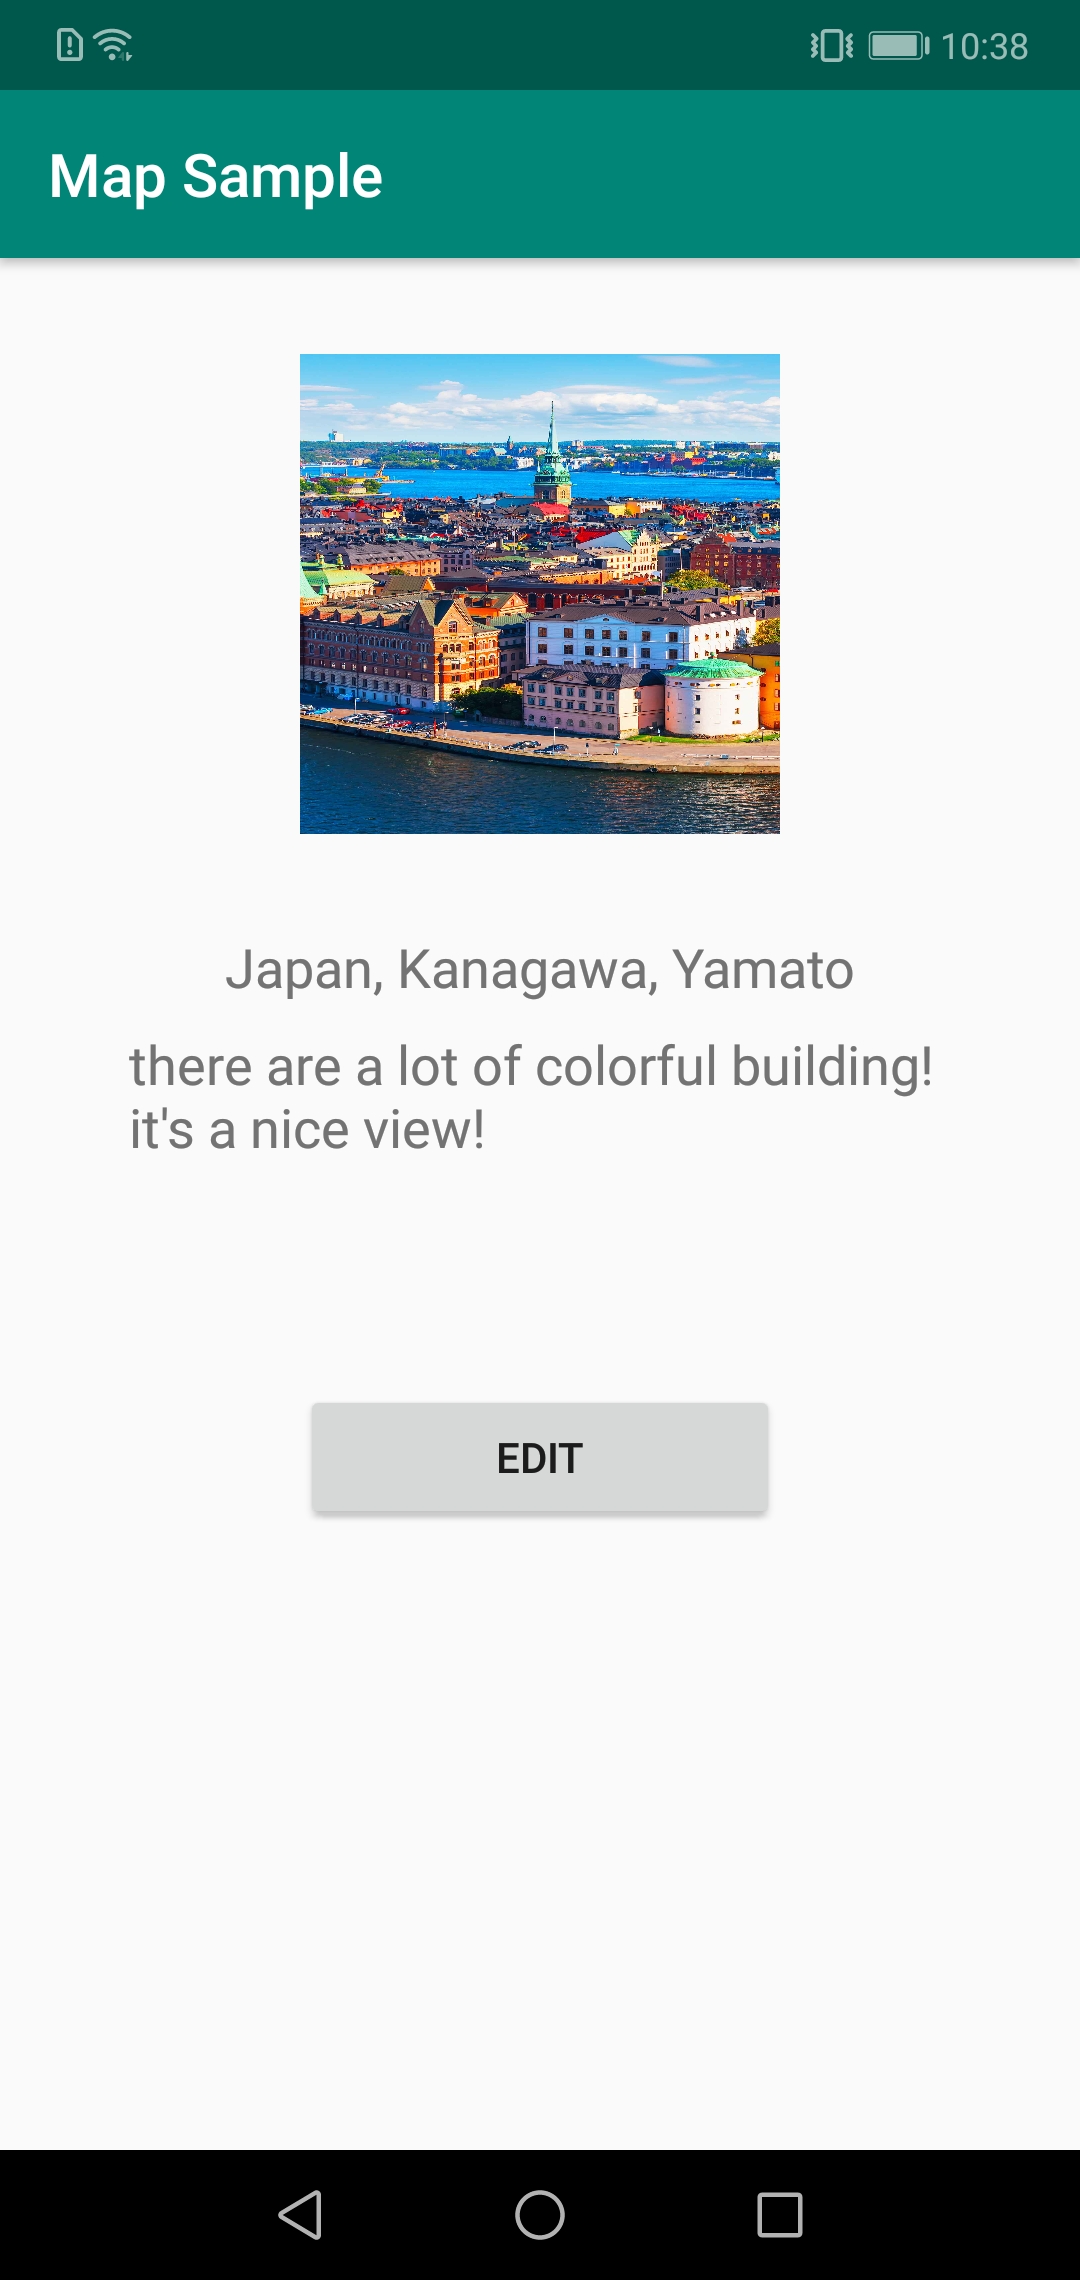 10:38
Map Sample
Japan, Kanagawa, Yamato
there are a lot of colorful building!
it's a nice view!
EDIT